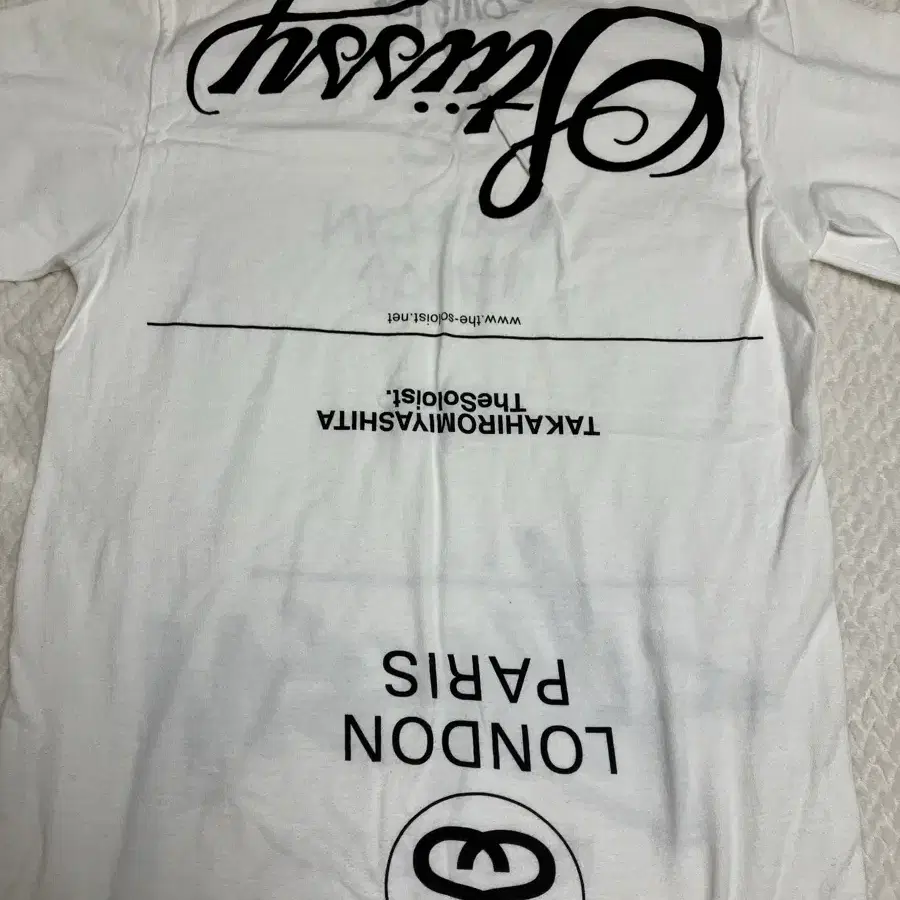 LONDON
PARIS
TAKAHIROMIYASHITA
TheSoloist.
www.the-soloist.net
Stüssy